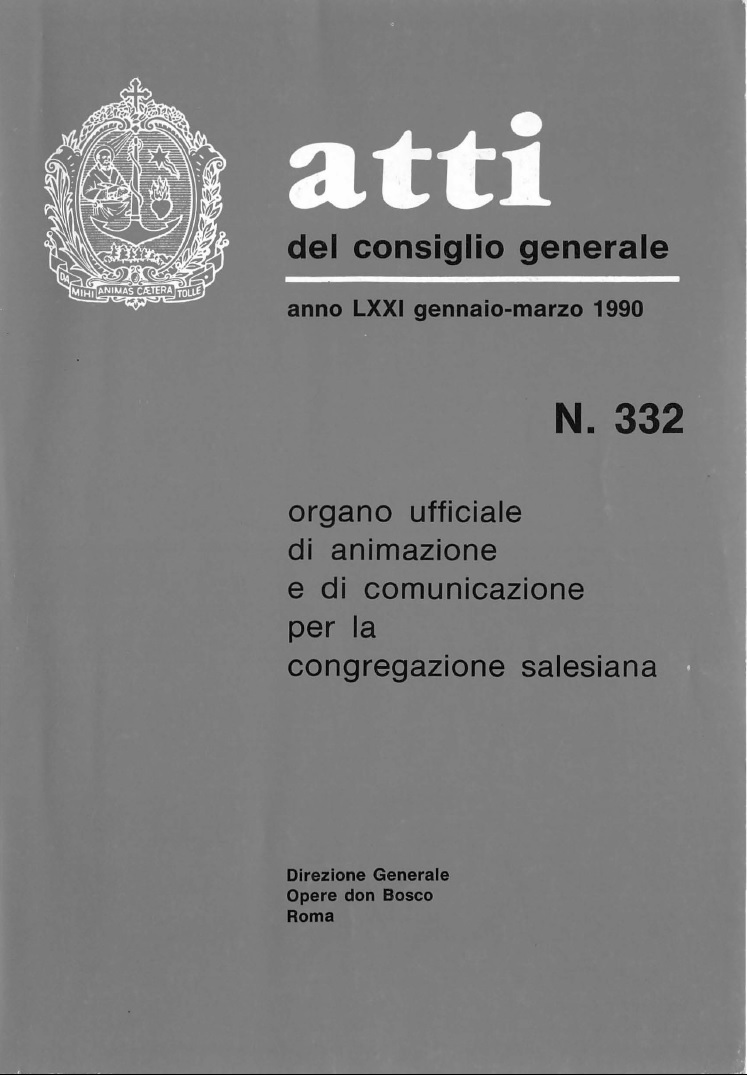 atti
del consiglio generale
anno LXXI gennaio-marzo 1990
N. 332
DA MIHI ANIMAS CÆTERA TOLLE
organo ufficiale
di animazione
e di comunicazione
per la
congregazione salesiana
Direzione Generale
Opere don Bosco
Roma